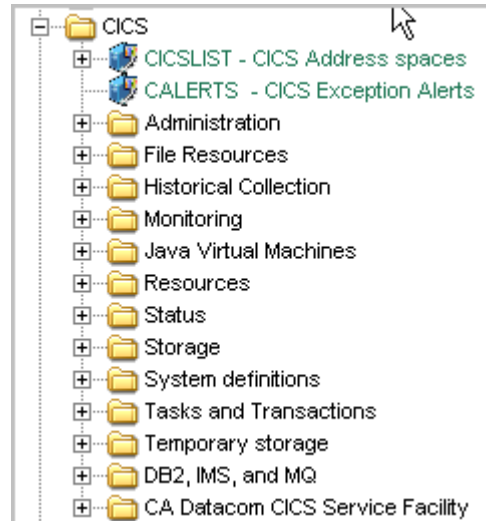 CICS
CICSLIST - CICS Address spaces
CALERTS - CICS Exception Alerts
Administration
File Resources
Historical Collection
Monitoring
Java Virtual Machines
Resources
Status
Storage
System definitions
Tasks and Transactions
Temporary storage
DB2, IMS, and MQ
CA Datacom CICS Service Facility